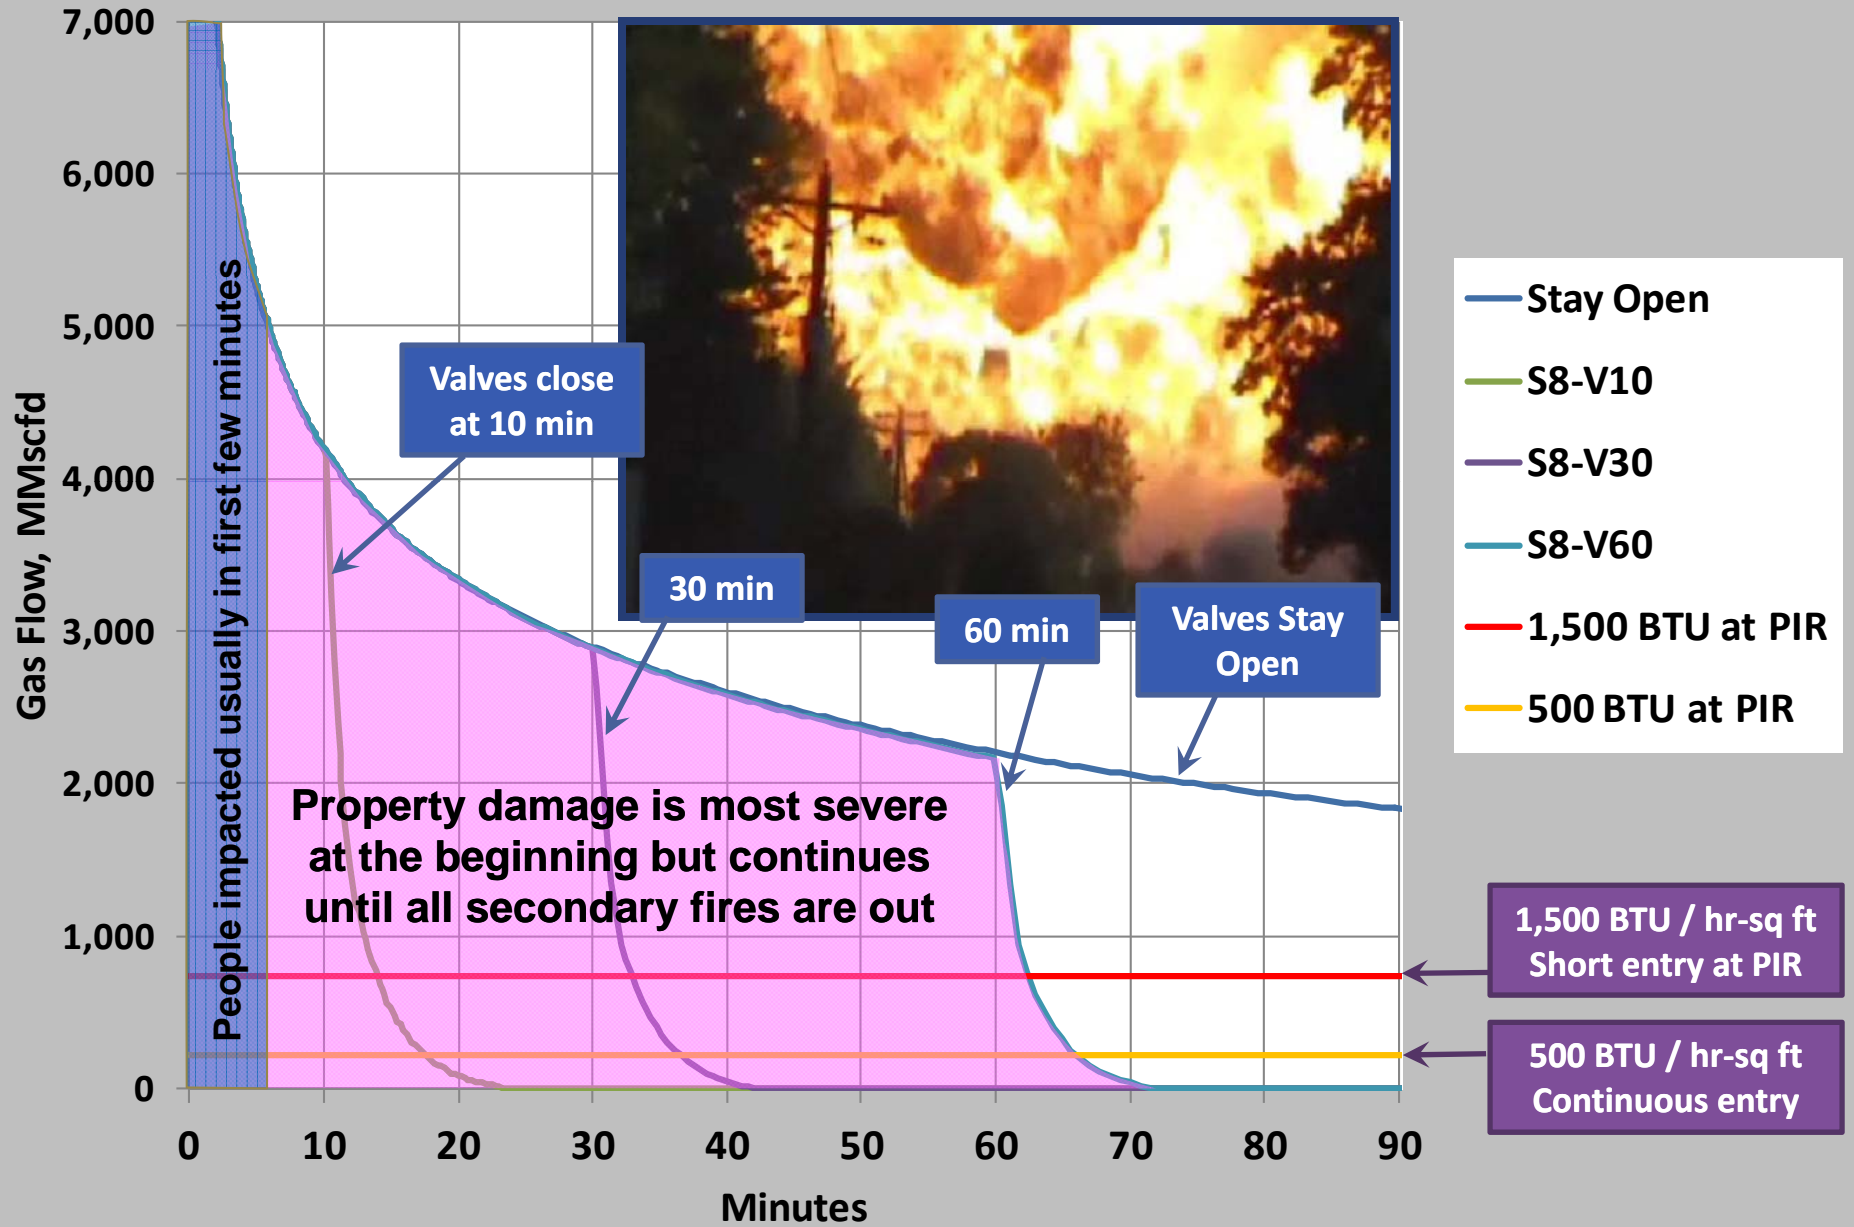 7,000
6,000
5,000
4,000
3,000
2,000
1,000
0
Gas Flow, MMscfd
0 10 20 30 40 50 60 70 80 90
Minutes
People impacted usually in first few minutes
Valves close
at 10 min
30 min
60 min
Valves Stay
Open
Property damage is most severe
at the beginning but continues
until all secondary fires are out
Stay Open
S8-V10
S8-V30
S8-V60
1,500 BTU at PIR
500 BTU at PIR
1,500 BTU / hr-sq ft
Short entry at PIR
500 BTU / hr-sq ft
Continuous entry